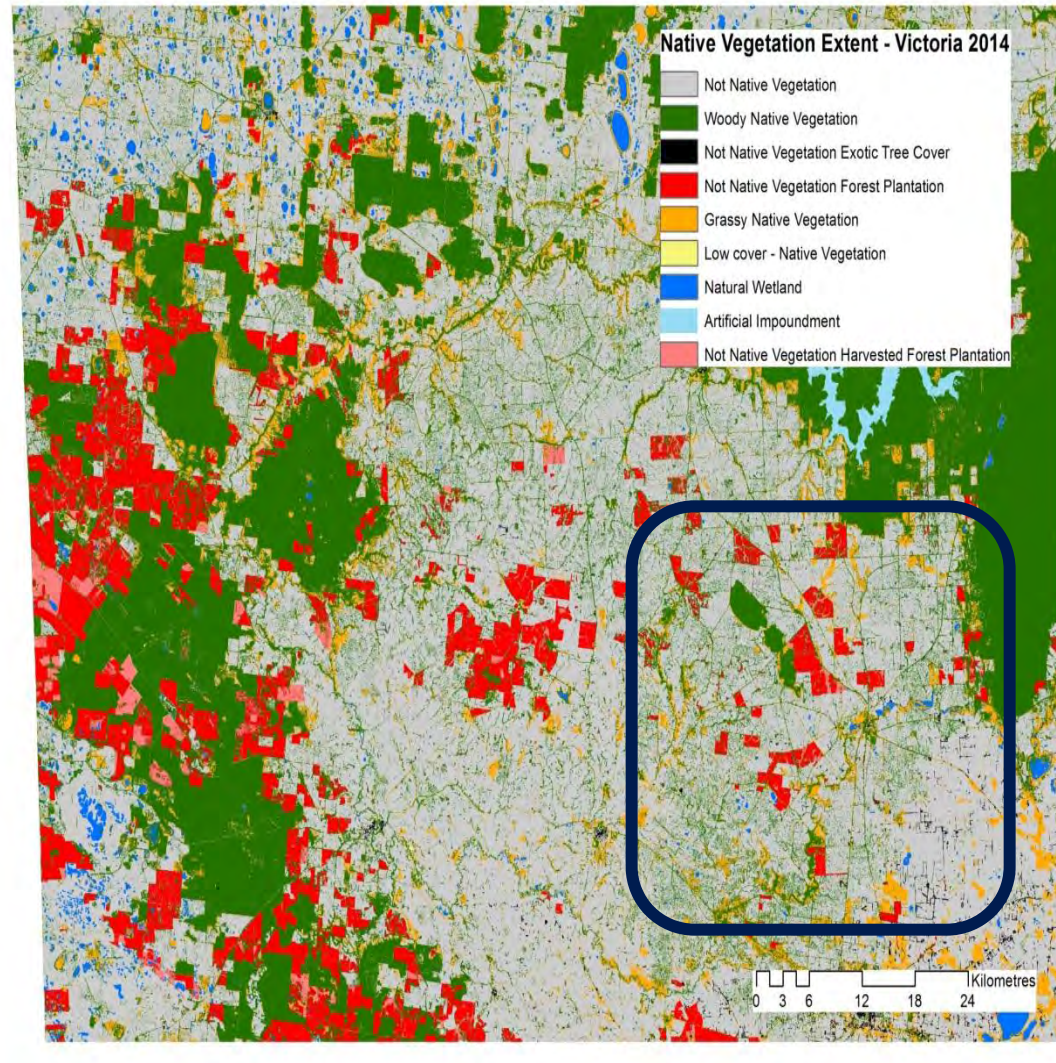 Native Vegetation Extent - Victoria 2014
Not Native Vegetation
Woody Native Vegetation
Not Native Vegetation Exotic Tree Cover
Not Native Vegetation Forest Plantation
Grassy Native Vegetation
Low cover - Native Vegetation
Natural Wetland
Artificial Impoundment
Not Native Vegetation Harvested Forest Plantation
Kilometres
0 3 6 12 18 24